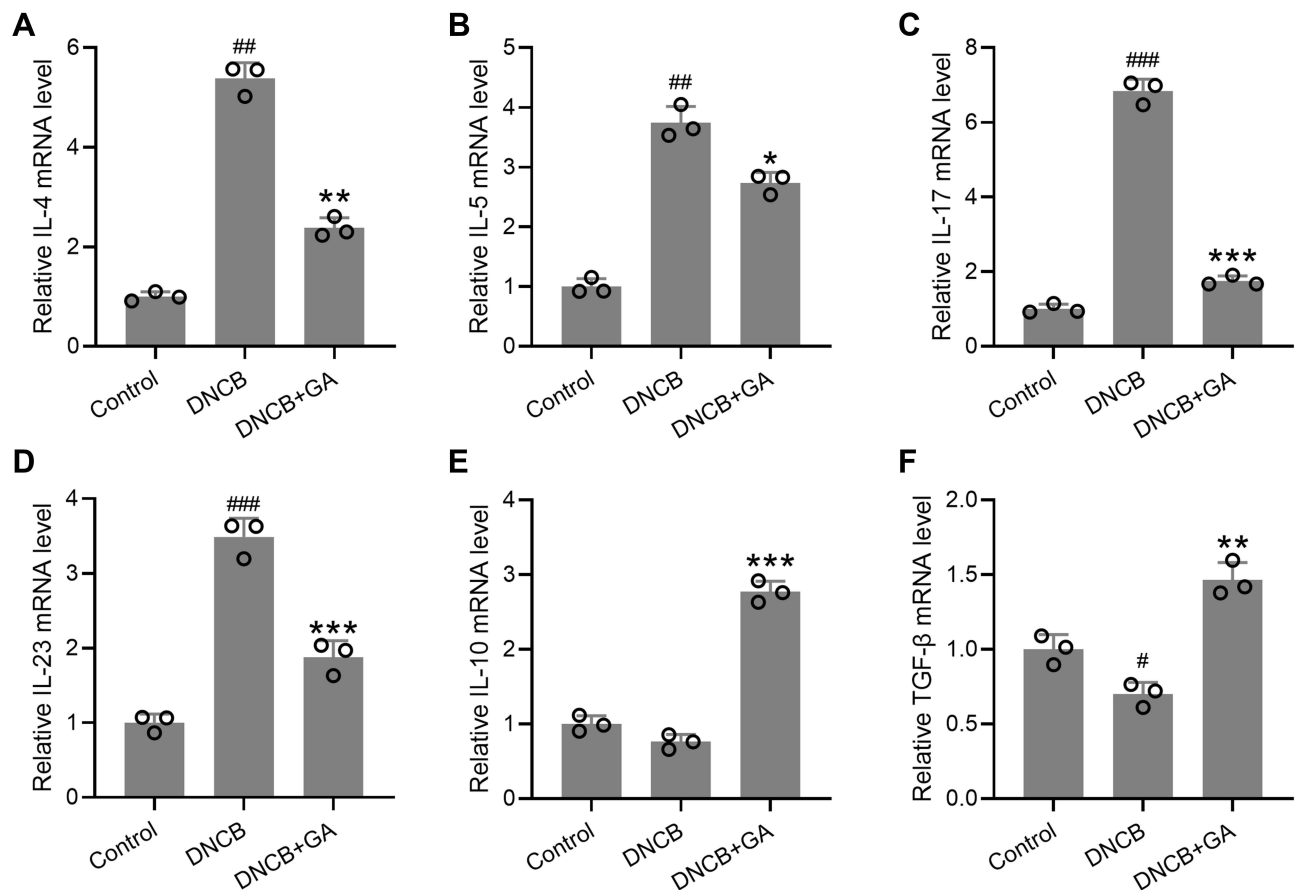 A
Relative IL-4 mRNA level
6
4
2
0
##
**
Control
DNCB
DNCB+GA
B
Relative IL-5 mRNA level
5
4
3
2
1
0
##
*
Control
DNCB
DNCB+GA
C
Relative IL-17 mRNA level
8
6
4
2
0
###
***
Control
DNCB
DNCB+GA
D
Relative IL-23 mRNA level
4
3
2
1
0
###
***
Control
DNCB
DNCB+GA
E
Relative IL-10 mRNA level
4
3
2
1
0
***
Control
DNCB
DNCB+GA
F
Relative TGF-β mRNA level
2.0
1.5
1.0
0.5
0.0
#
**
Control
DNCB
DNCB+GA